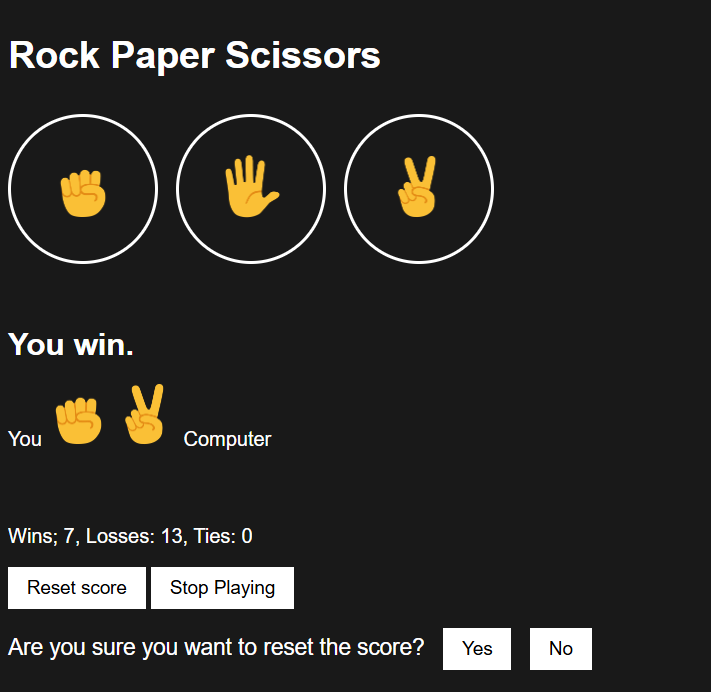 Rock Paper Scissors
You win.
You Computer
Wins; 7, Losses: 13, Ties: 0
Reset score Stop Playing
Are you sure you want to reset the score? Yes No